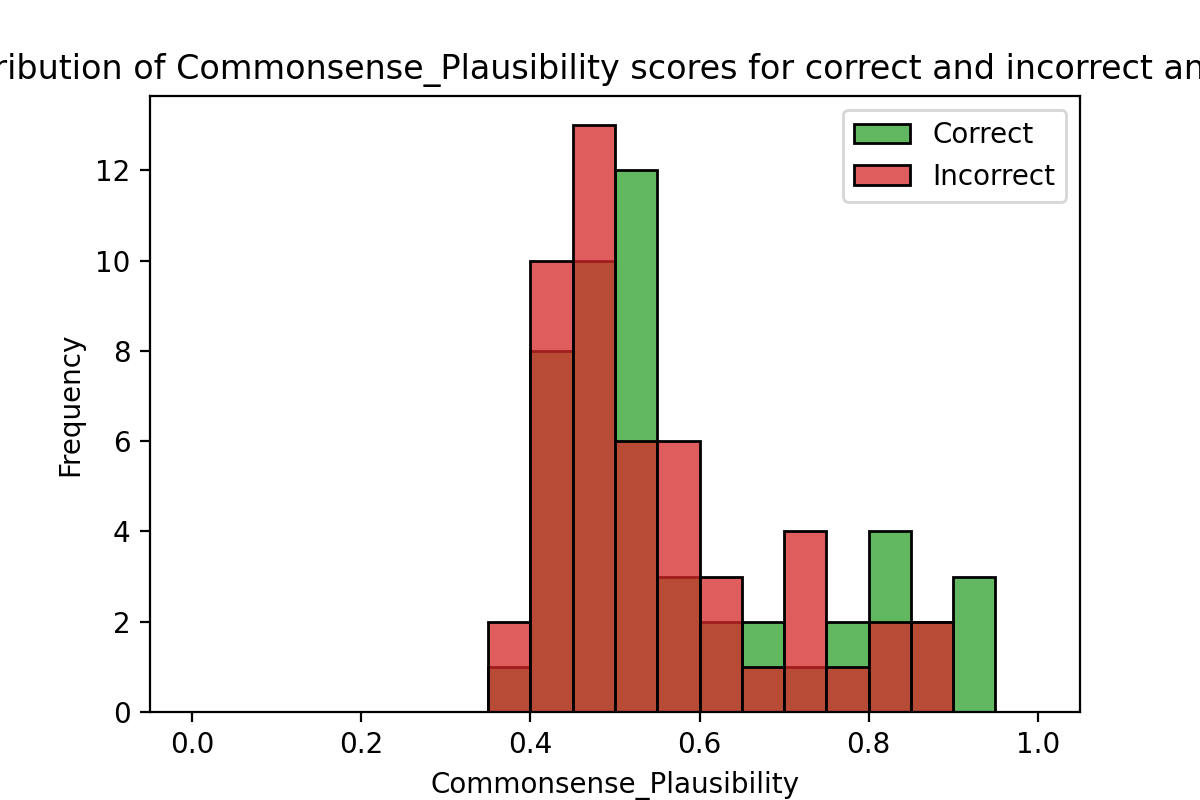 ribution of Commonsense_Plausibility scores for correct and incorrect an
Correct
Incorrect
12
10
8
6
4
2
0
Frequency
0.0 0.2 0.4 0.6 0.8 1.0
Commonsense_Plausibility